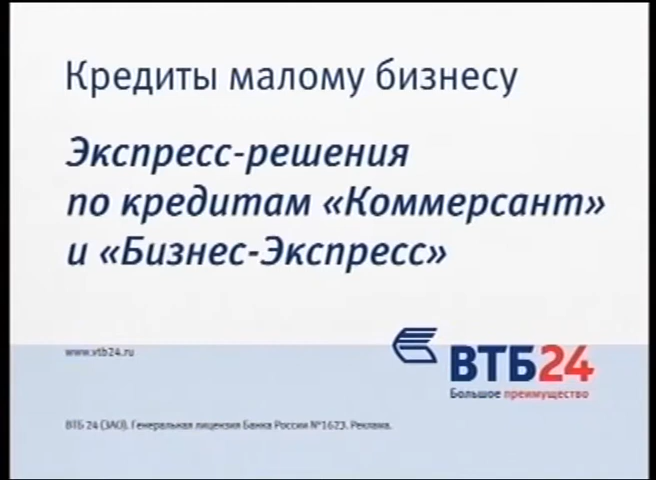 Кредиты малому бизнесу
Экспресс-решения
по кредитам «Коммерсант»
и «Бизнес-Экспресс»
www.vtb24.ru
ВТБ24
Большое преимущество
ВТБ 24 (ЗАО). Генеральная лицензия Банка России №1623. Реклама.